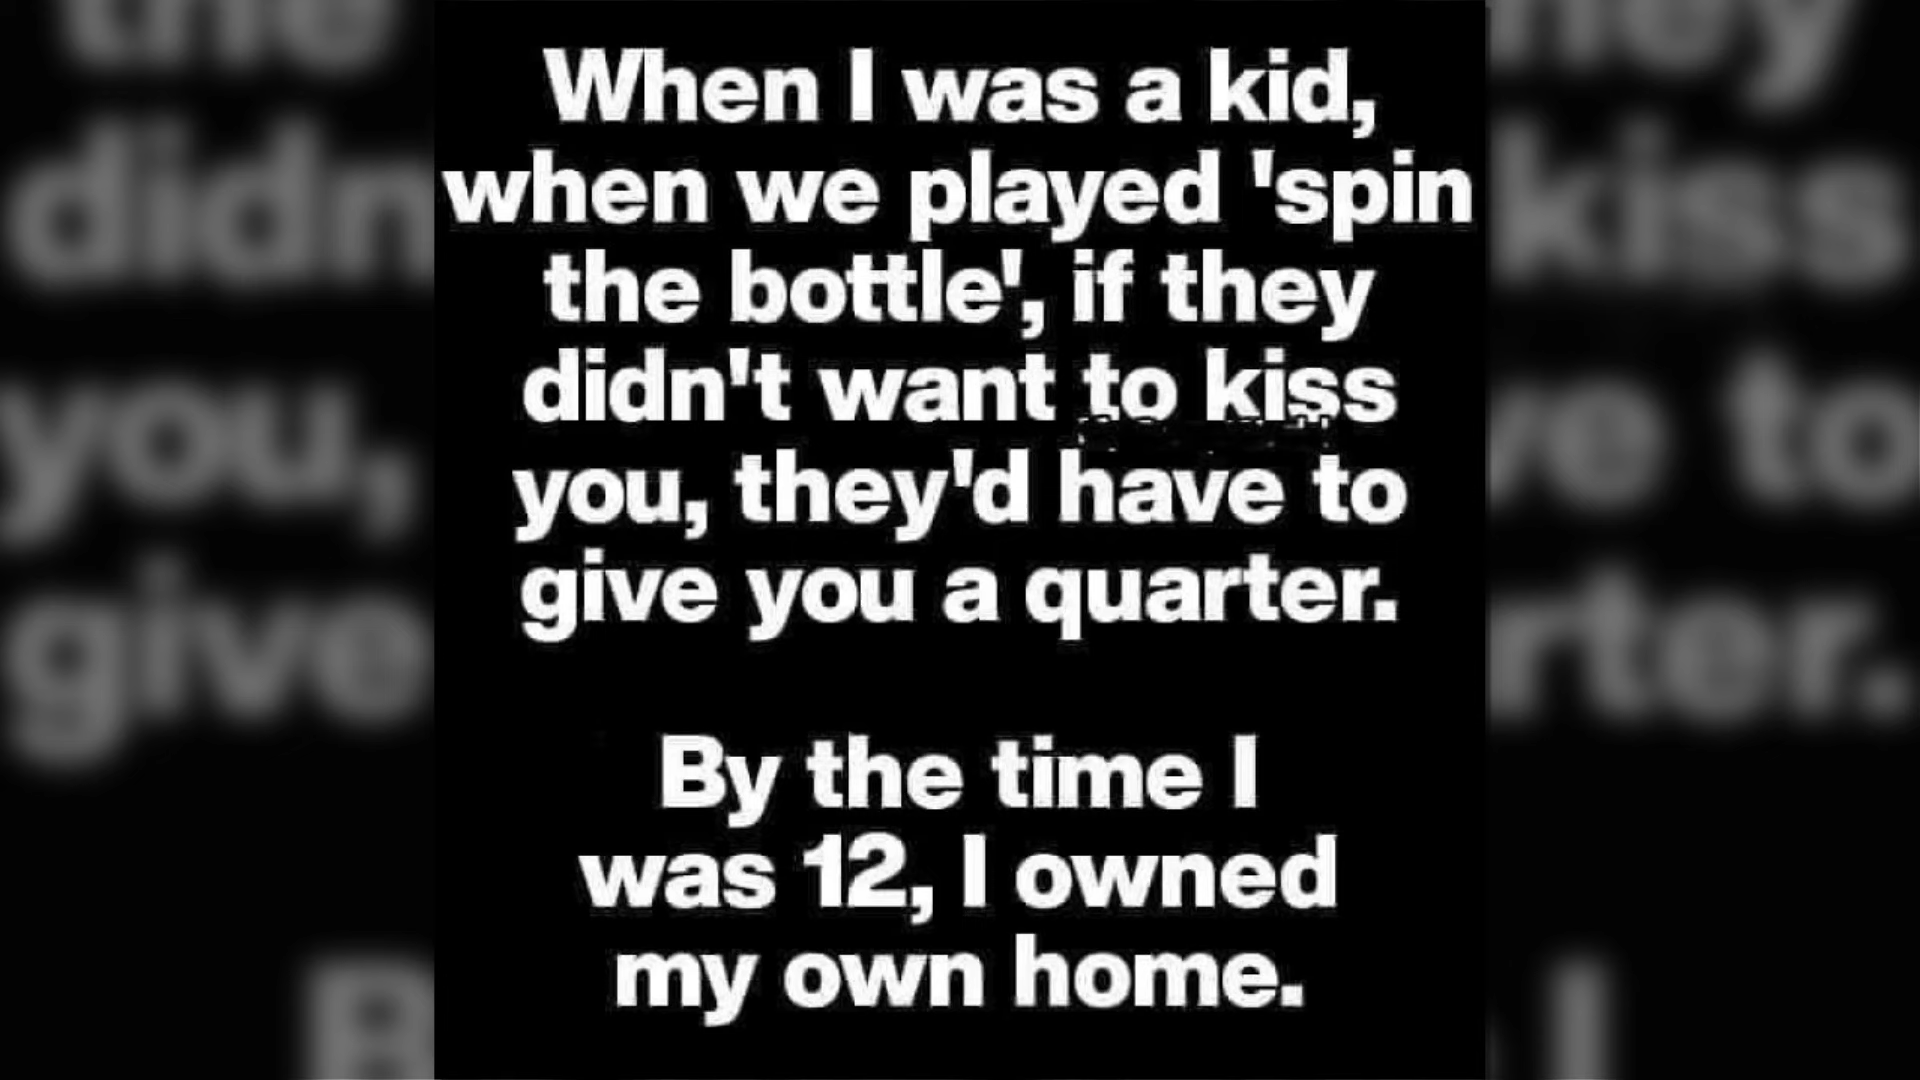 When I was a kid,
when we played 'spin
the bottle', if they
didn't want to kiss
you, they'd have to
give you a quarter.
By the time I
was 12, I owned
my own home.